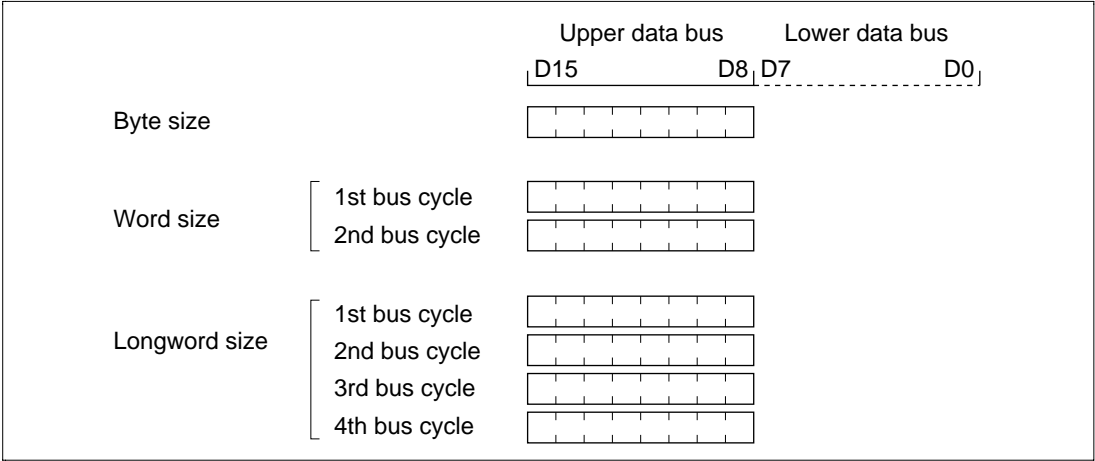 Upper data bus Lower data bus
D15 D8 D7 D0
Byte size
1st bus cycle
Word size
2nd bus cycle
1st bus cycle
Longword size
2nd bus cycle
3rd bus cycle
4th bus cycle